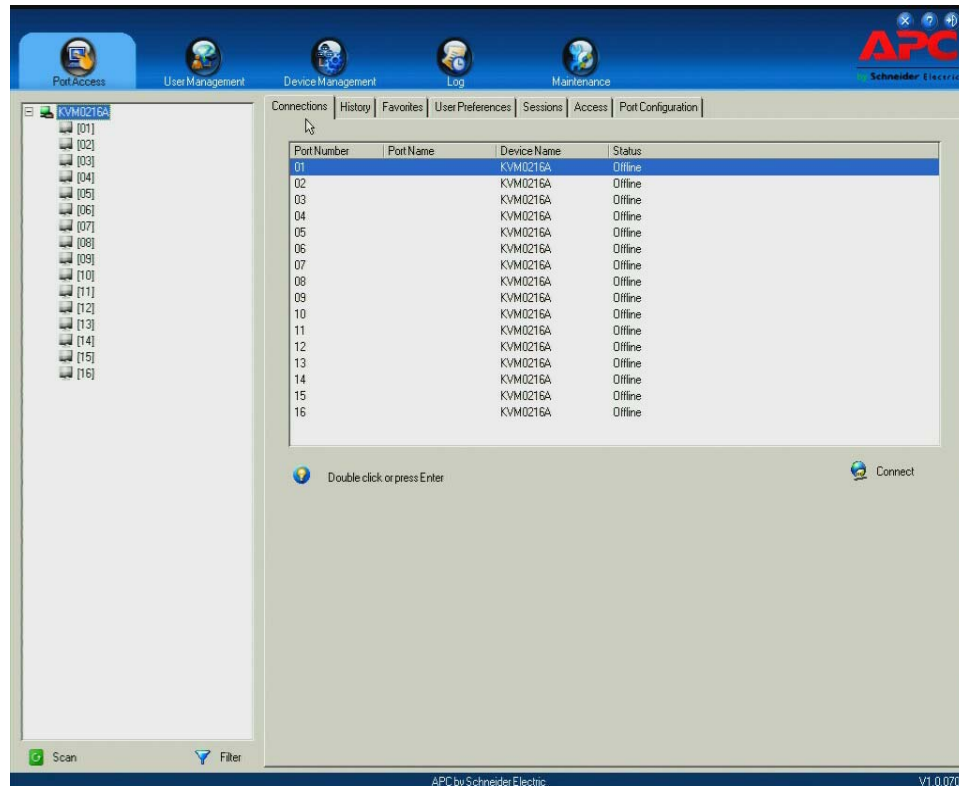 APC
by Schneider Electric
Port Access
User Management
Device Management
Log
Maintenance
KVM0216A
[01]
[02]
[03]
[04]
[05]
[06]
[07]
[08]
[09]
[10]
[11]
[12]
[13]
[14]
[15]
[16]
Connections History Favorites User Preferences Sessions Access Port Configuration
Port Number Port Name Device Name Status
01 KVM0216A Offline
02 KVM0216A Offline
03 KVM0216A Offline
04 KVM0216A Offline
05 KVM0216A Offline
06 KVM0216A Offline
07 KVM0216A Offline
08 KVM0216A Offline
09 KVM0216A Offline
10 KVM0216A Offline
11 KVM0216A Offline
12 KVM0216A Offline
13 KVM0216A Offline
14 KVM0216A Offline
15 KVM0216A Offline
16 KVM0216A Offline
Double click or press Enter
Connect
Scan
Filter
APC by Schneider Electric
V1.0.070